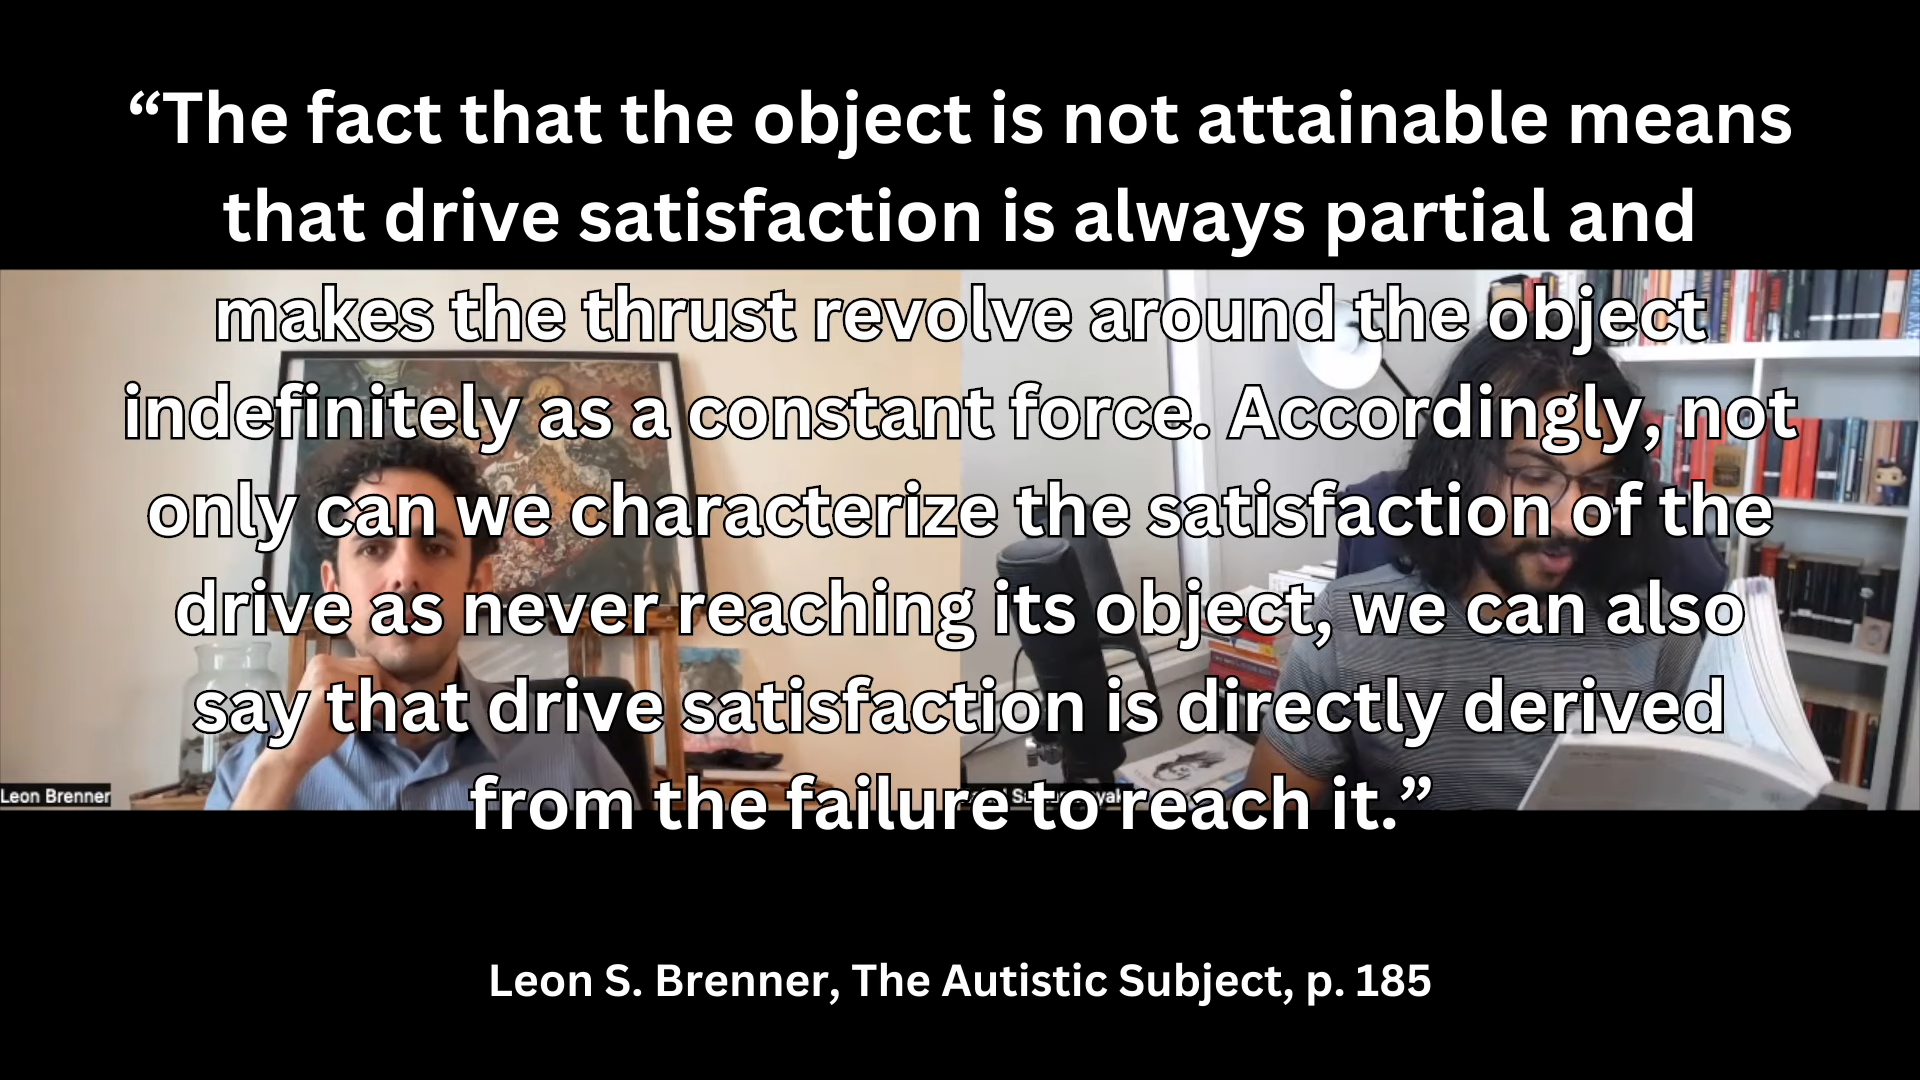 “The fact that the object is not attainable means
that drive satisfaction is always partial and
makes the thrust revolve around the object
indefinitely as a constant force. Accordingly, not
only can we characterize the satisfaction of the
drive as never reaching its object, we can also
say that drive satisfaction is directly derived
from the failure to reach it.”
Leon Brenner
Leon S. Brenner, The Autistic Subject, p. 185